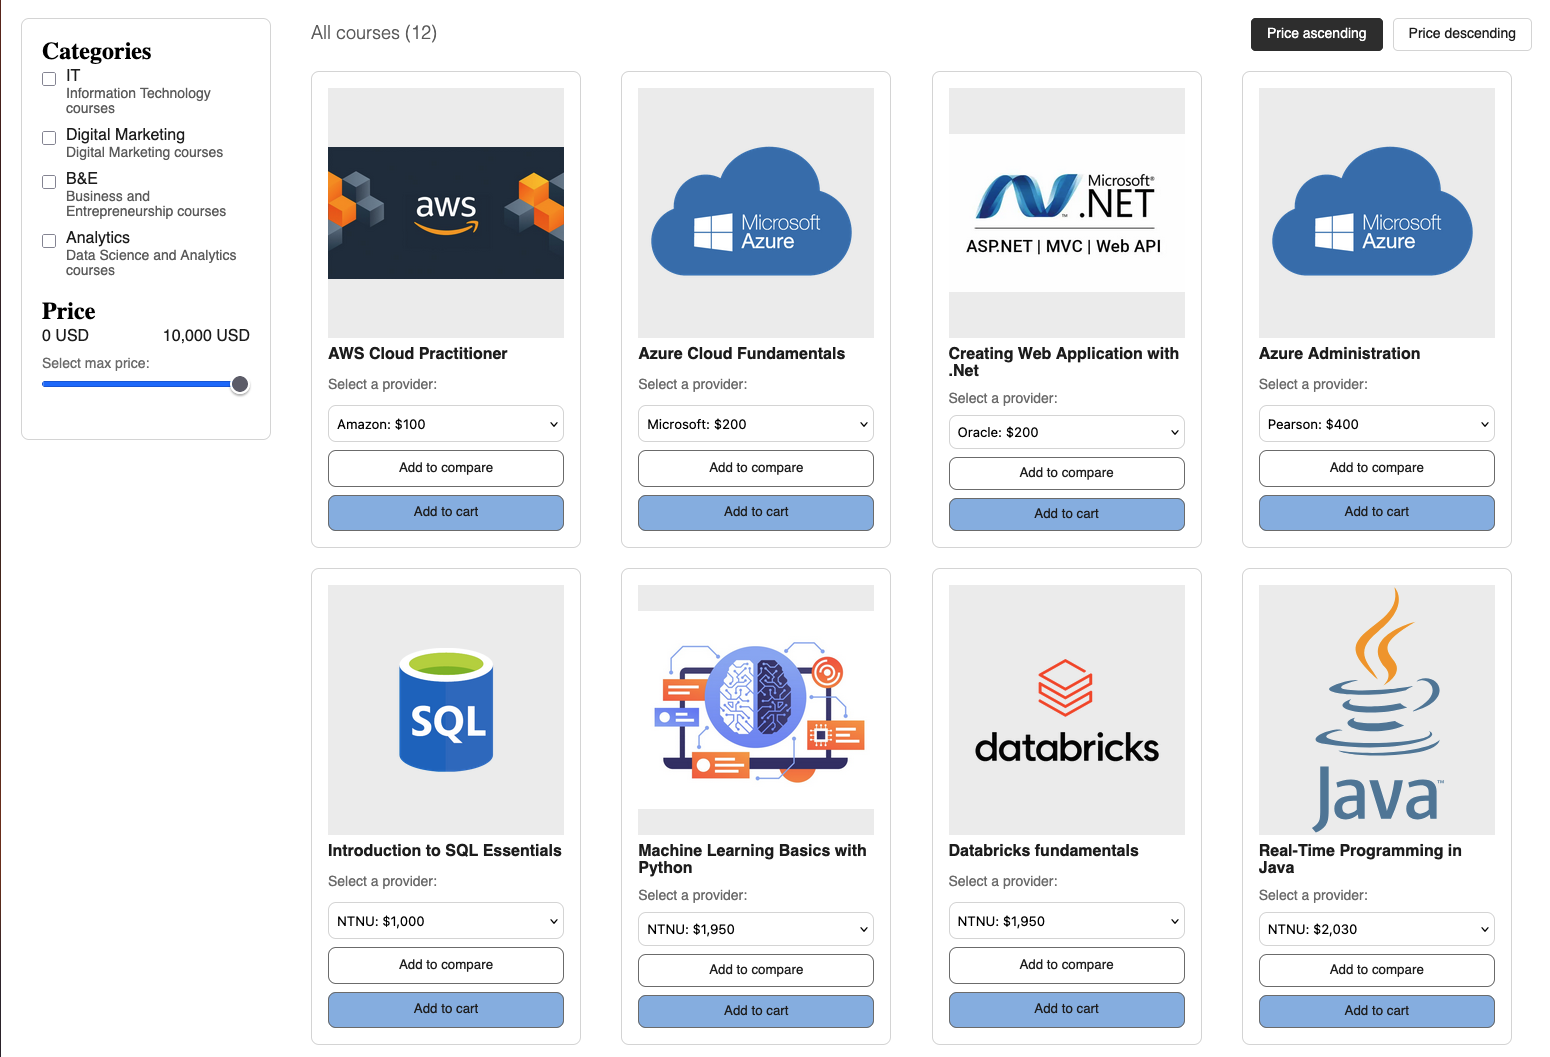 Categories
IT
Information Technology
courses
Digital Marketing
Digital Marketing courses
B&E
Business and
Entrepreneurship courses
Analytics
Data Science and Analytics
courses
Price
0 USD 10,000 USD
Select max price:
All courses (12)
Price ascending
Price descending
aws
AWS Cloud Practitioner
Select a provider:
Amazon: $100
Add to compare
Add to cart
Microsoft
Azure
Azure Cloud Fundamentals
Select a provider:
Microsoft: $200
Add to compare
Add to cart
Microsoft®
.NET
ASP.NET | MVC | Web API
Creating Web Application with
.Net
Select a provider:
Oracle: $200
Add to compare
Add to cart
Microsoft
Azure
Azure Administration
Select a provider:
Pearson: $400
Add to compare
Add to cart
SQL
Introduction to SQL Essentials
Select a provider:
NTNU: $1,000
Add to compare
Add to cart
Machine Learning Basics with
Python
Select a provider:
NTNU: $1,950
Add to compare
Add to cart
databricks
Databricks fundamentals
Select a provider:
NTNU: $1,950
Add to compare
Add to cart
Java™
Real-Time Programming in
Java
Select a provider:
NTNU: $2,030
Add to compare
Add to cart